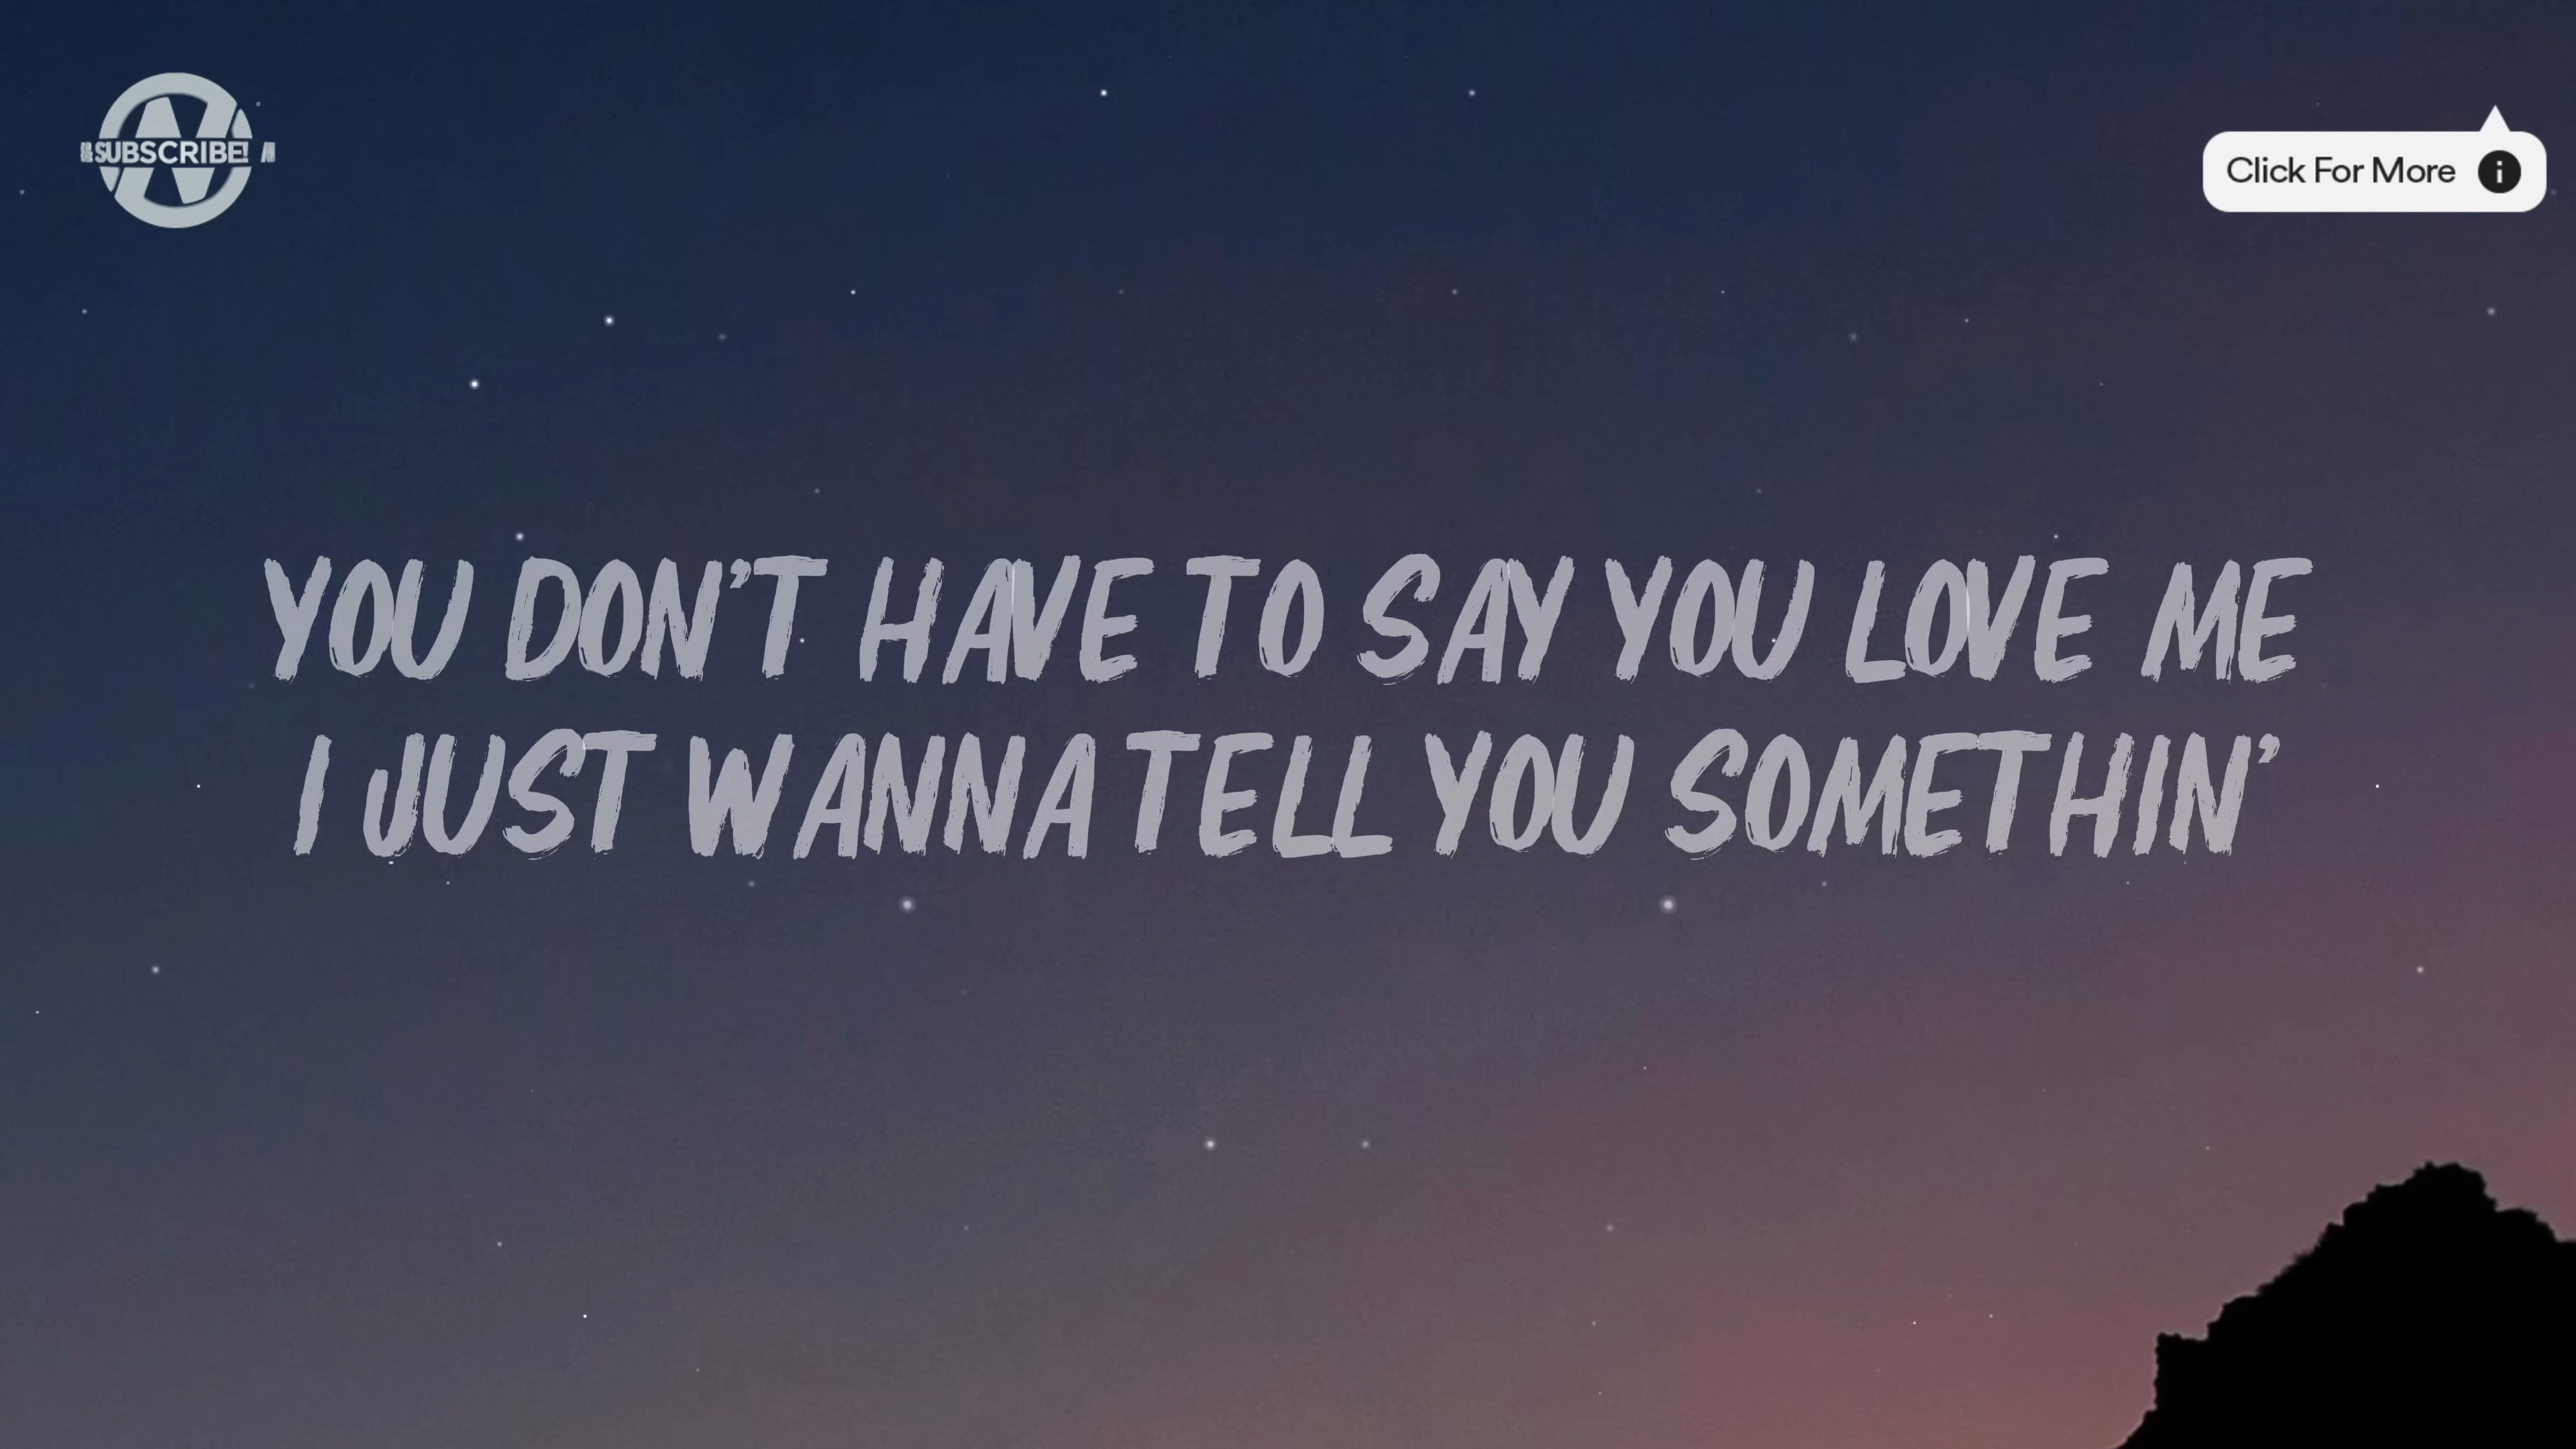 SUBSCRIBE!
Click For More
YOU DON'T HAVE TO SAY YOU LOVE ME
I JUST WANNA TELL YOU SOMETHIN'